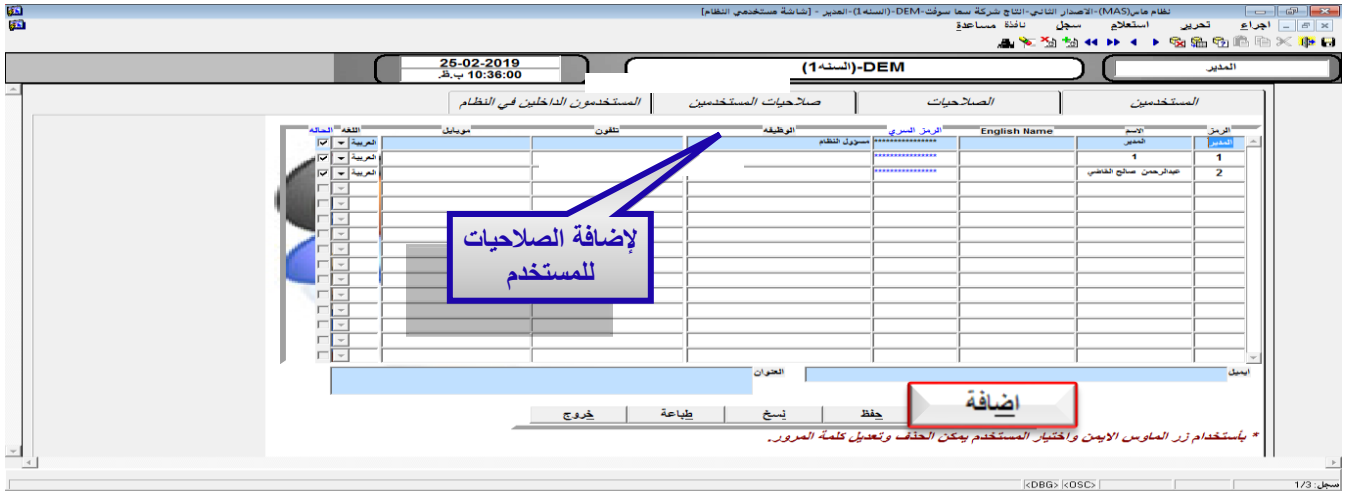 نظام ماس(MAS)-الاصدار الثاني-انتاج شركة سما سوفت-DEM-(السنه1)-المدير - [شاشة مستخدمي النظام]
اجراء تحرير استعلام سجل نافذة مساعدة
المدير
DEM-(السنه1)
25-02-2019
10:36:00 ب.ظ.
المستخدمين
الصلاحيات
صلاحيات المستخدمين
المستخدمون الداخلين في النظام
الرمز الاسم English Name الرمز السري الوظيفه تلفون موبايل اللغه الحاله
المدير المدير **************** مسؤول النظام العربية
1 1 **************** العربية
2 عبدالرحمن صالح القاضي **************** العربية
لإضافة الصلاحيات
للمستخدم
ايميل
العنوان
اضافة
حفظ
نسخ
طباعة
خروج
* بأستخدام زر الماوس الايمن واختيار المستخدم يمكن الحذف وتعديل كلمة المرور.
سجل: 1/3
<OSC>
<DBG>